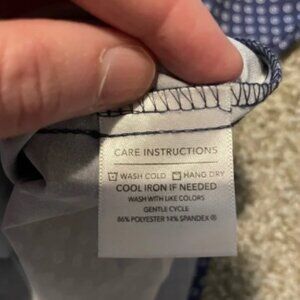 CARE INSTRUCTIONS
WASH COLD HANG DRY
COOL IRON IF NEEDED
WASH WITH LIKE COLORS
GENTLE CYCLE
86% POLYESTER 14% SPANDEX ®